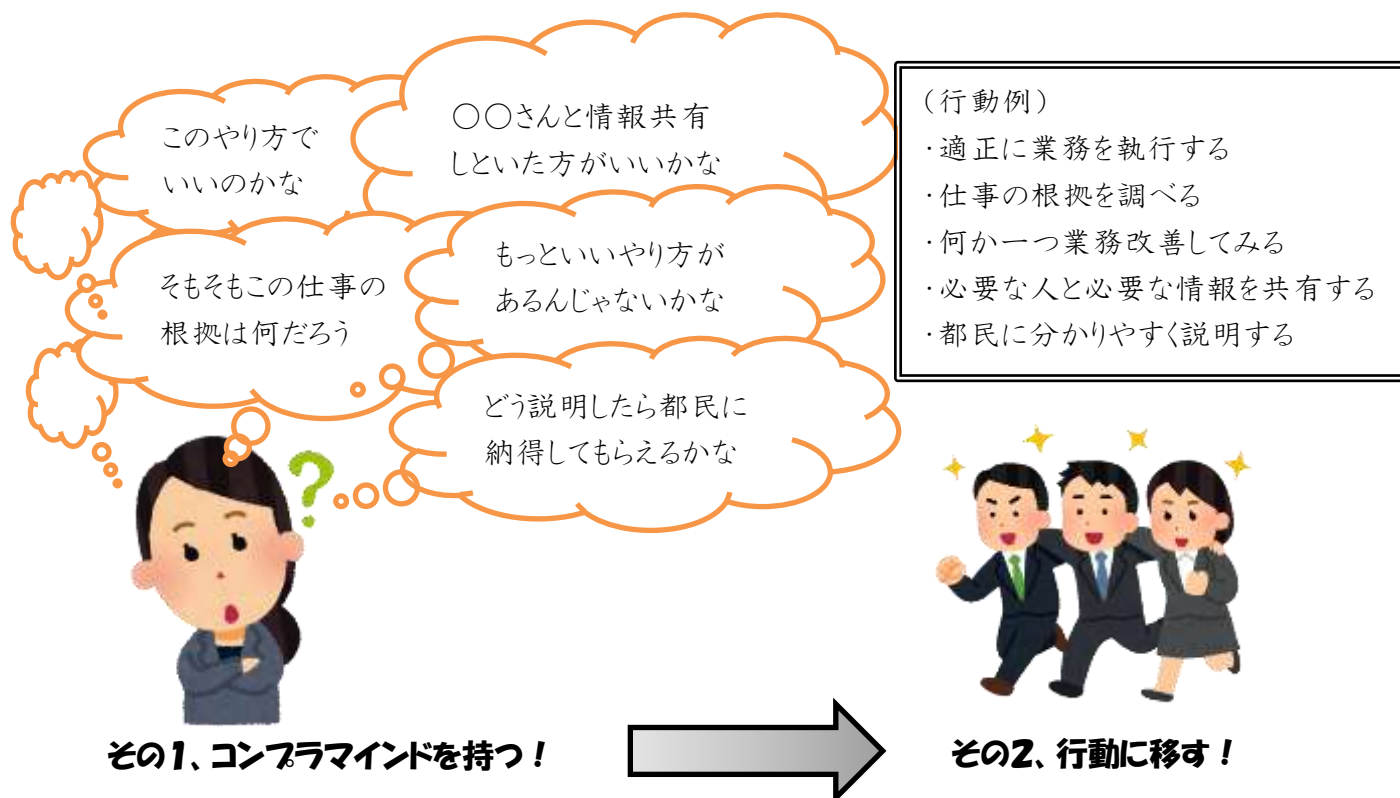 このやり方で
いいのかな
〇〇さんと情報共有
しといた方がいいかな
そもそもこの仕事の
根拠は何だろう
もっといいやり方が
あるんじゃないかな
どう説明したら都民に
納得してもらえるかな
(行動例)
・適正に業務を執行する
・仕事の根拠を調べる
・何か一つ業務改善してみる
・必要な人と必要な情報を共有する
・都民に分かりやすく説明する
?
その1、コンプラマインドを持つ!
その2、行動に移す!